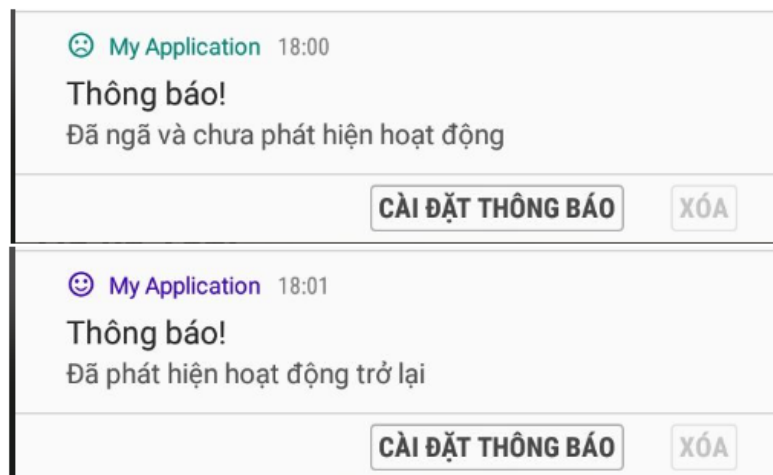 My Application 18:00
Thông báo!
Đã ngã và chưa phát hiện hoạt động
CÀI ĐẶT THÔNG BÁO XÓA
My Application 18:01
Thông báo!
Đã phát hiện hoạt động trở lại
CÀI ĐẶT THÔNG BÁO XÓA